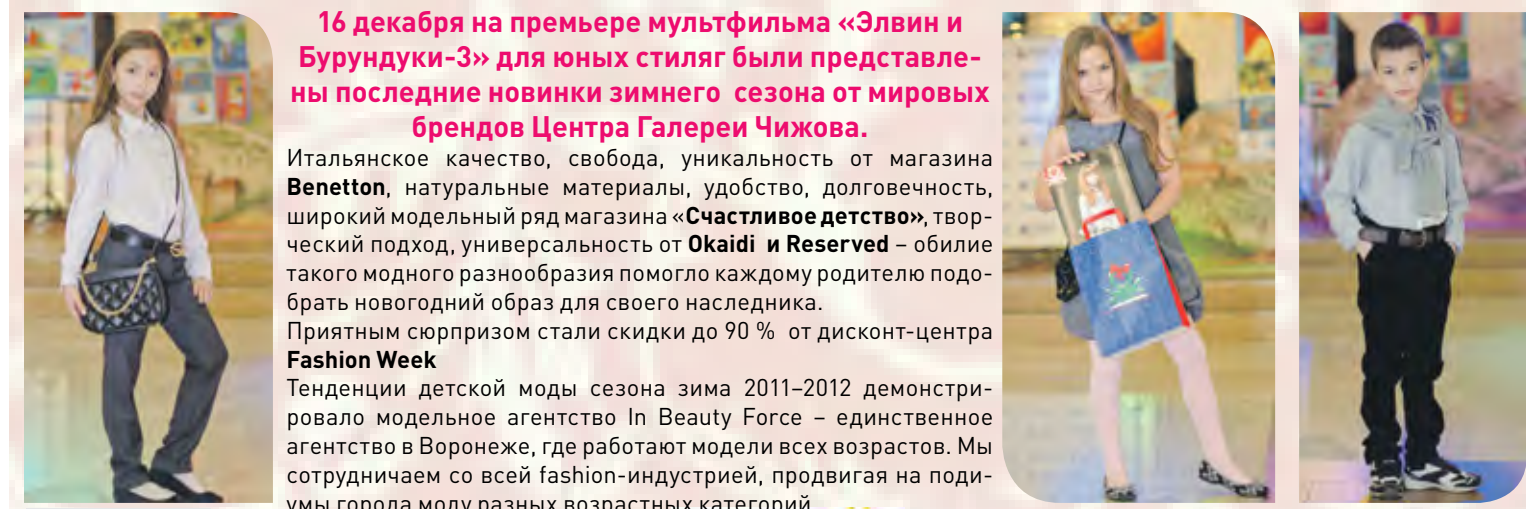 16 декабря на премьере мультфильма «Элвин и
Бурундуки-3» для юных стиляг были представле-
ны последние новинки зимнего сезона от мировых
брендов Центра Галереи Чижова.
Итальянское качество, свобода, уникальность от магазина
Benetton, натуральные материалы, удобство, долговечность,
широкий модельный ряд магазина «Счастливое детство», твор-
ческий подход, универсальность от Okaidi и Reserved – обилие
такого модного разнообразия помогло каждому родителю подо-
брать новогодний образ для своего наследника.
Приятным сюрпризом стали скидки до 90 % от дисконт-центра
Fashion Week
Тенденции детской моды сезона зима 2011–2012 демонстри-
ровало модельное агентство In Beauty Force – единственное
агентство в Воронеже, где работают модели всех возрастов. Мы
сотрудничаем со всей fashion-индустрией, продвигая на поди-
умы города моду разных возрастных категорий